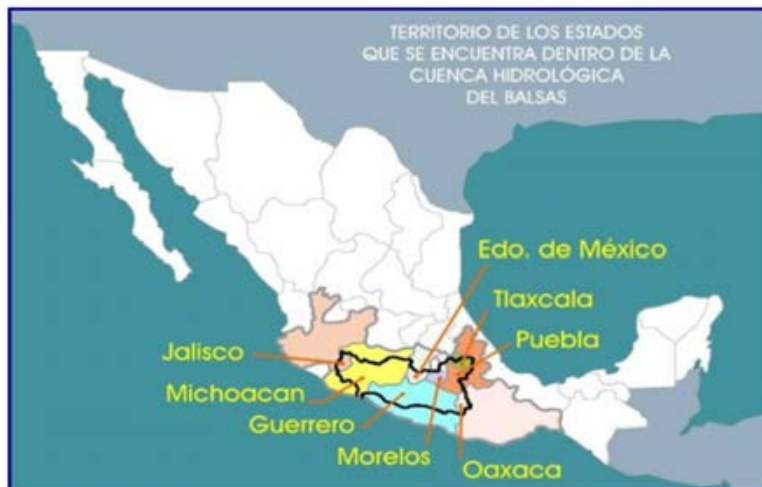 TERRITORIO DE LOS ESTADOS
QUE SE ENCUENTRA DENTRO DE LA
CUENCA HIDROLÓGICA
DEL BALSAS
Edo. de México
Tlaxcala
Puebla
Jalisco
Michoacan
Guerrero
Morelos
Oaxaca